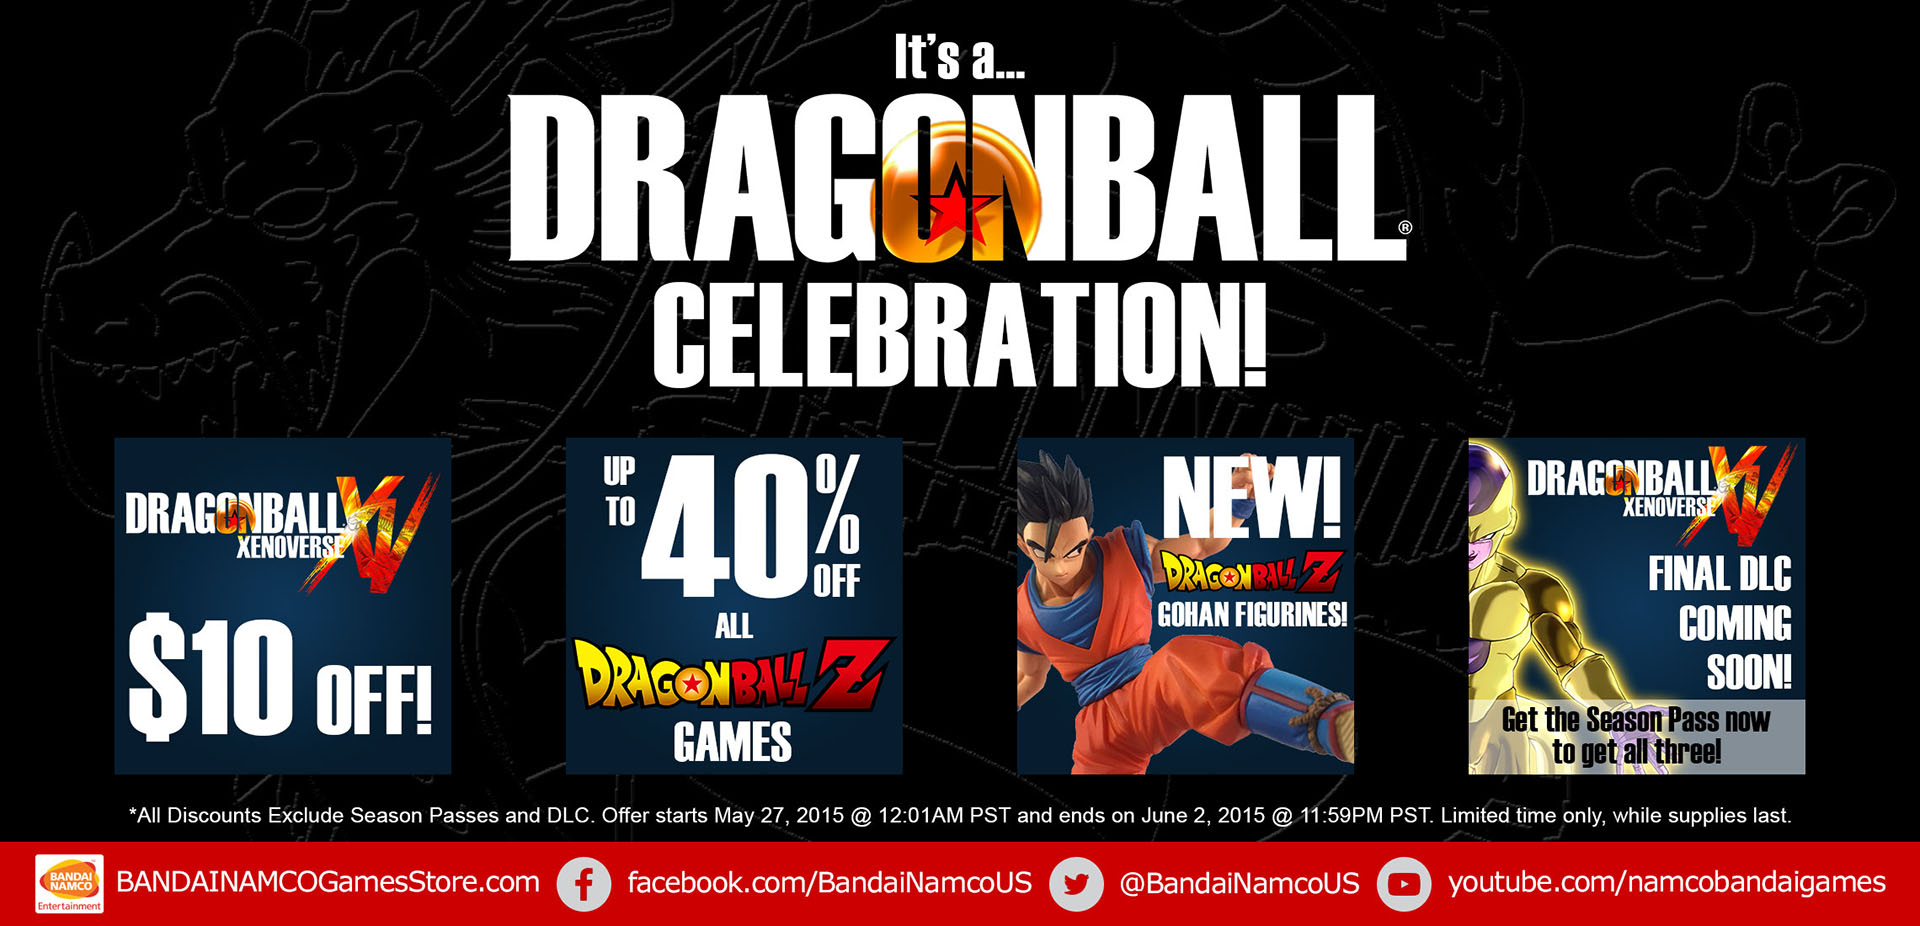 It's a...
DRAGONBALL®
CELEBRATION!
DRAGONBALL XV
XENOVERSE
$10 OFF!
UP
TO
40%
OFF
ALL
DRAGONBALL Z
GAMES
NEW!
DRAGONBALL Z
GOHAN FIGURINES!
DRAGONBALL XV
XENOVERSE
FINAL DLC
COMING
SOON!
Get the Season Pass now
to get all three!
*All Discounts Exclude Season Passes and DLC. Offer starts May 27, 2015 @ 12:01AM PST and ends on June 2, 2015 @ 11:59PM PST. Limited time only, while supplies last.
BANDAI
NAMCO
Entertainment
BANDAINAMCOGamesStore.com
facebook.com/BandaiNamcoUS
@BandaiNamcoUS
youtube.com/namcobandaigames